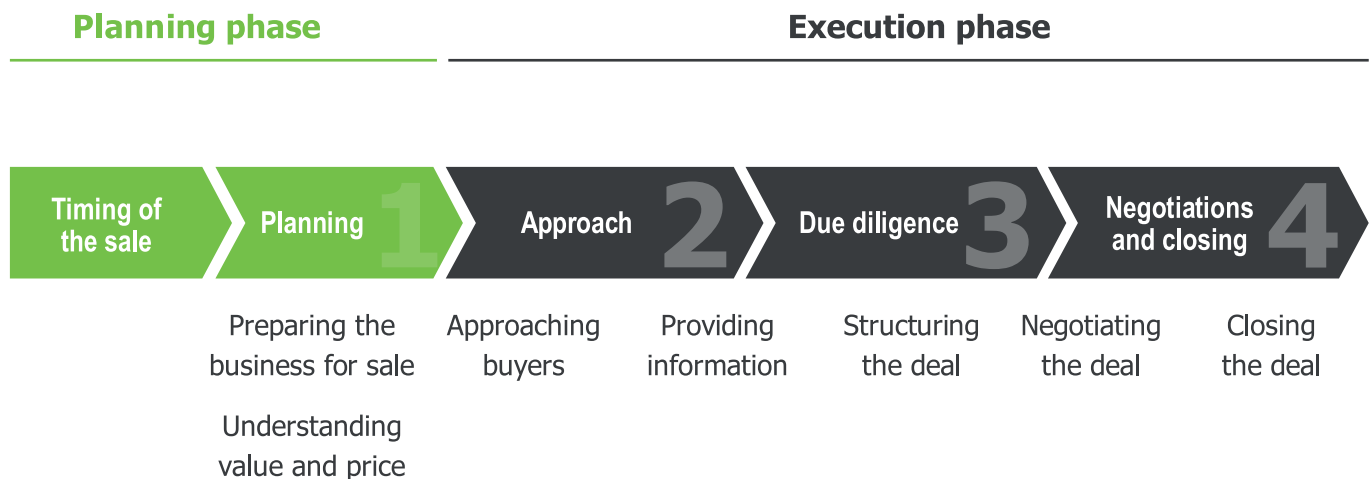 Planning phase
Execution phase
Timing of
the sale
Planning
1
Approach
2
Due diligence
3
Negotiations
and closing
4
Preparing the
business for sale
Understanding
value and price
Approaching
buyers
Providing
information
Structuring
the deal
Negotiating
the deal
Closing
the deal